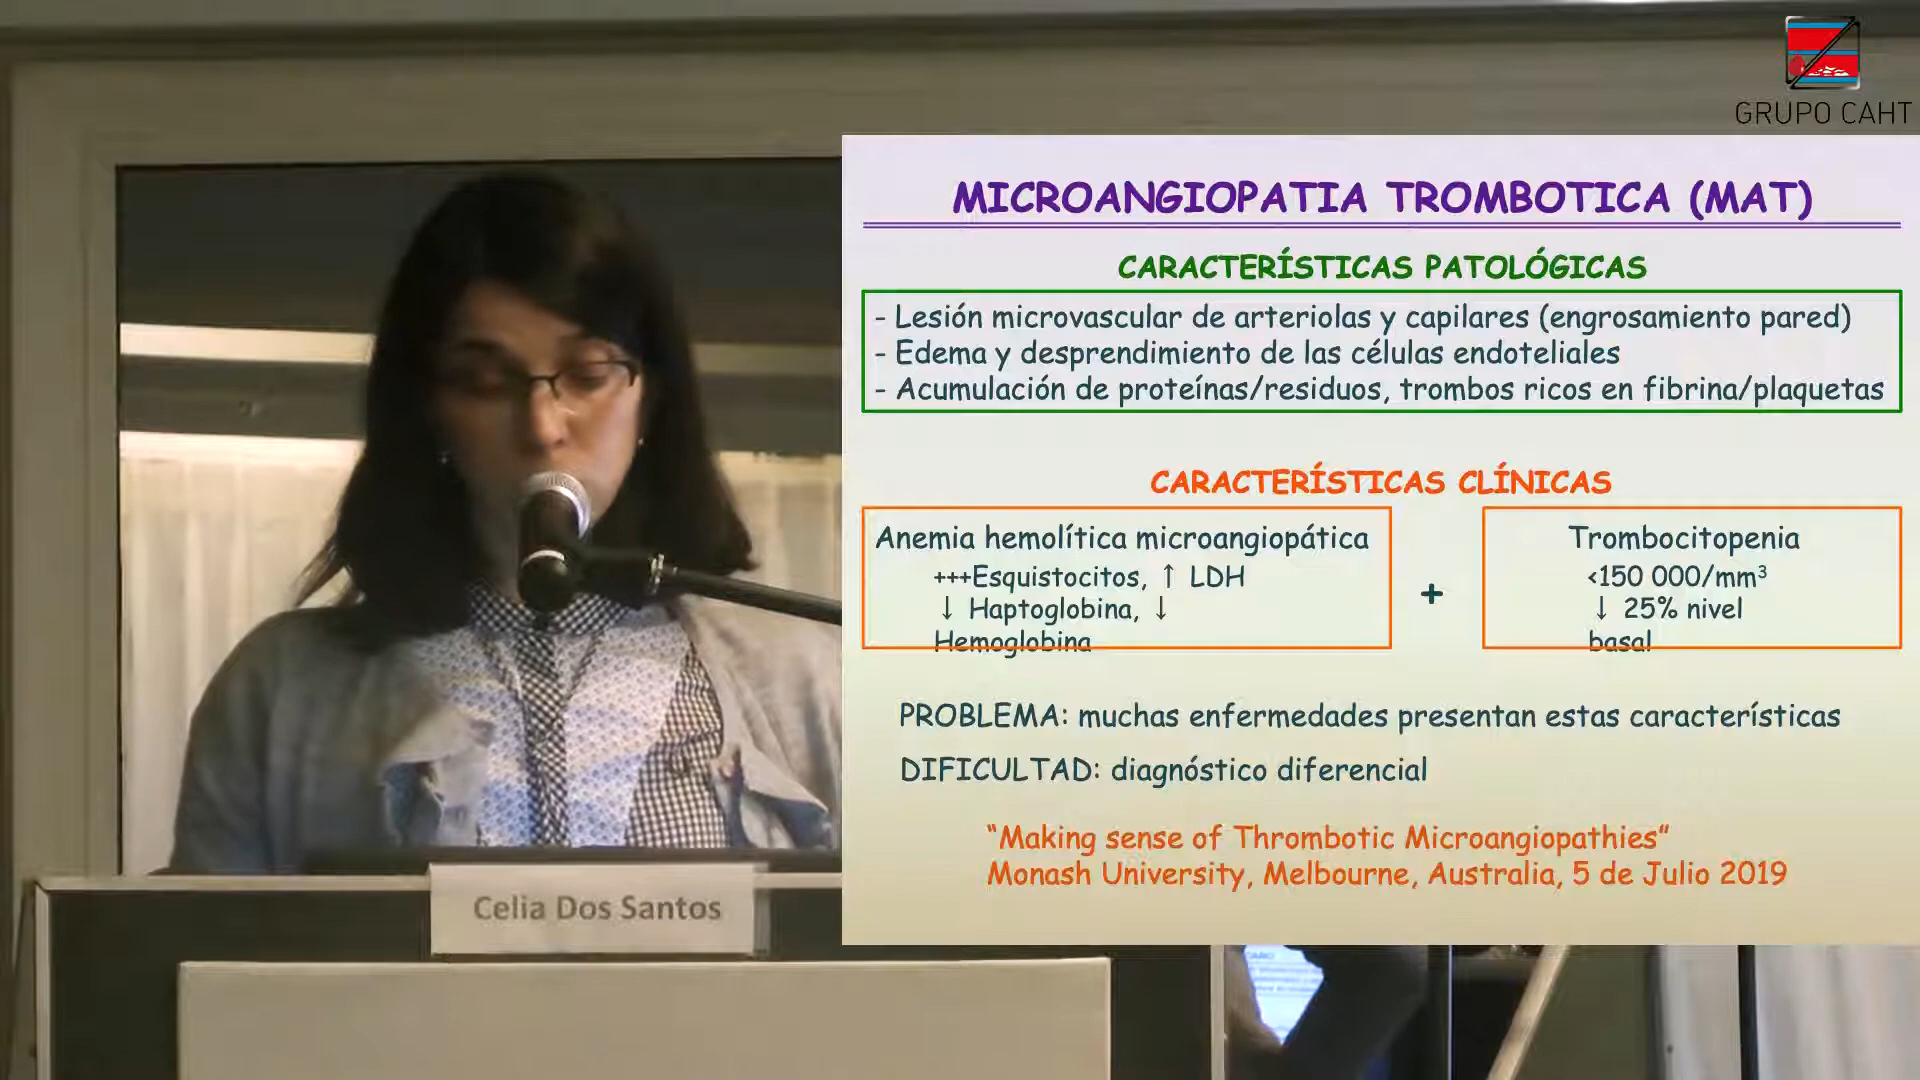 GRUPO CAHT
MICROANGIOPATIA TROMBOTICA (MAT)
CARACTERÍSTICAS PATOLÓGICAS
- Lesión microvascular de arteriolas y capilares (engrosamiento pared)
- Edema y desprendimiento de las células endoteliales
- Acumulación de proteínas/residuos, trombos ricos en fibrina/plaquetas
CARACTERÍSTICAS CLÍNICAS
Anemia hemolítica microangiopática
+++Esquistocitos, ↑ LDH
↓ Haptoglobina, ↓
Hemoglobina
+
Trombocitopenia
<150 000/mm³
↓ 25% nivel
basal
PROBLEMA: muchas enfermedades presentan estas características
DIFICULTAD: diagnóstico diferencial
“Making sense of Thrombotic Microangiopathies”
Monash University, Melbourne, Australia, 5 de Julio 2019
Celia Dos Santos